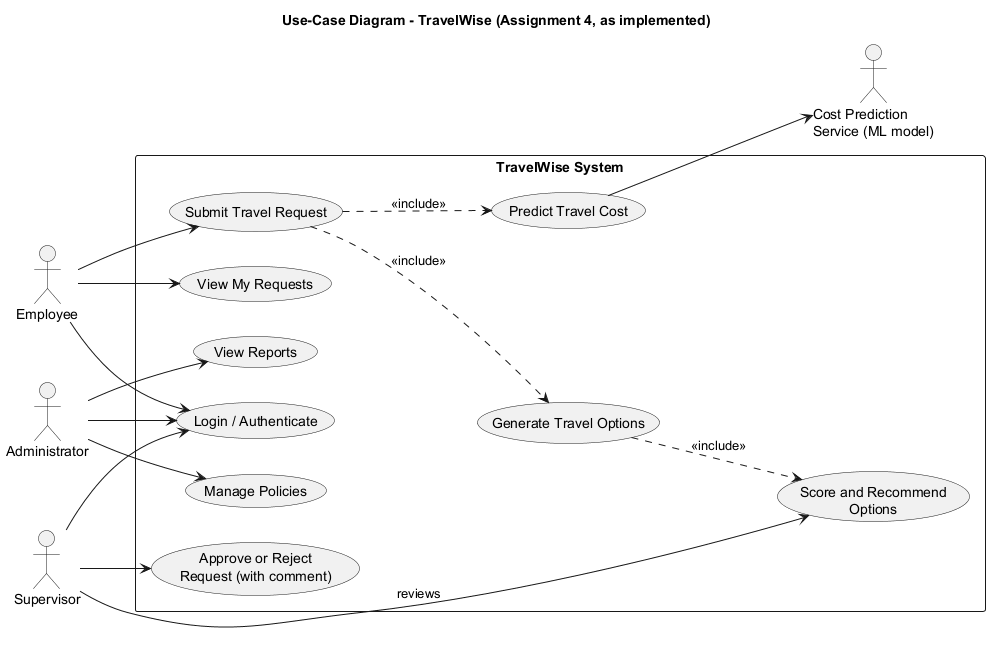 Use-Case Diagram - TravelWise (Assignment 4, as implemented)
Cost Prediction
Service (ML model)
TravelWise System
Submit Travel Request
«include»
Predict Travel Cost
«include»
View My Requests
Employee
View Reports
Login / Authenticate
Generate Travel Options
«include»
Administrator
Manage Policies
Score and Recommend
Options
Approve or Reject
Request (with comment)
Supervisor
reviews